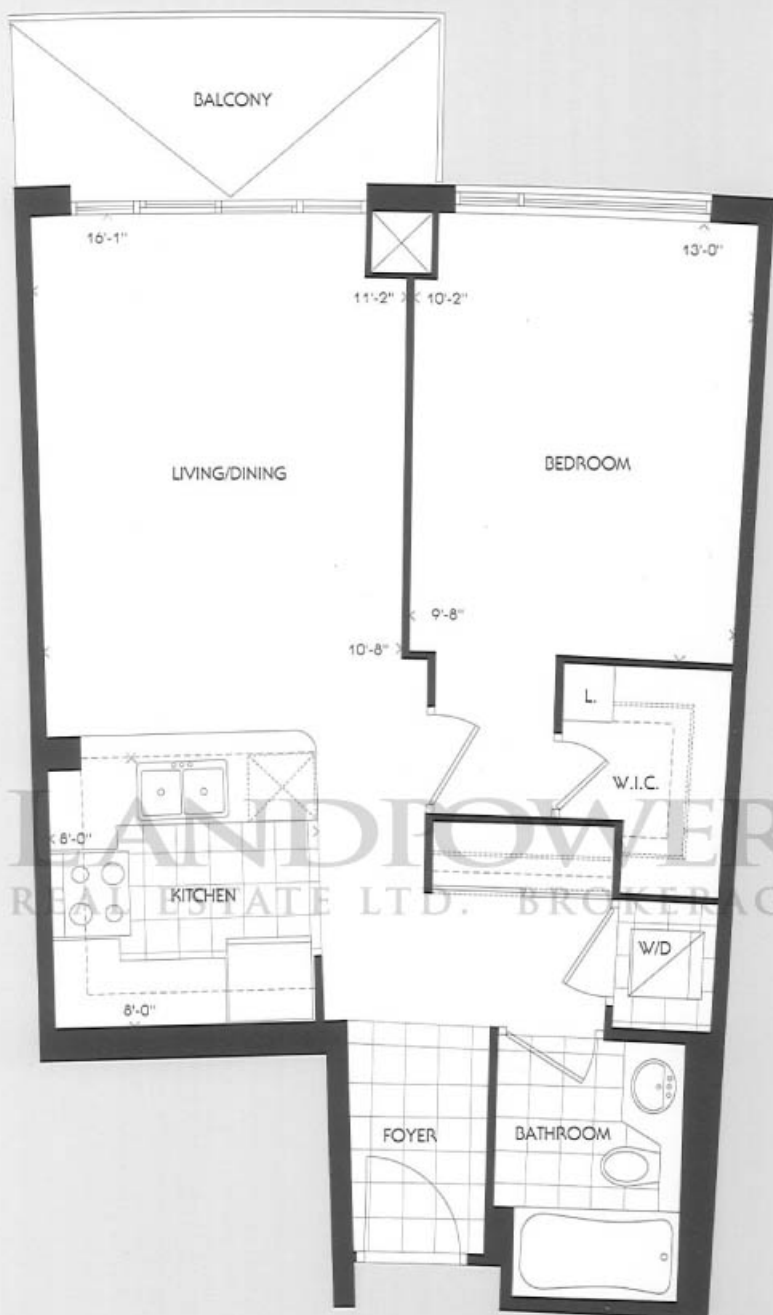 BALCONY
16'-1"
13'-0"
11'-2" 10'-2"
LIVING/DINING
BEDROOM
9'-8"
10'-8"
L.
W.I.C.
LANDPOWER
8'-0"
KITCHEN
REAL ESTATE LTD. BROKERAG
W/D
8'-0"
FOYER
BATHROOM